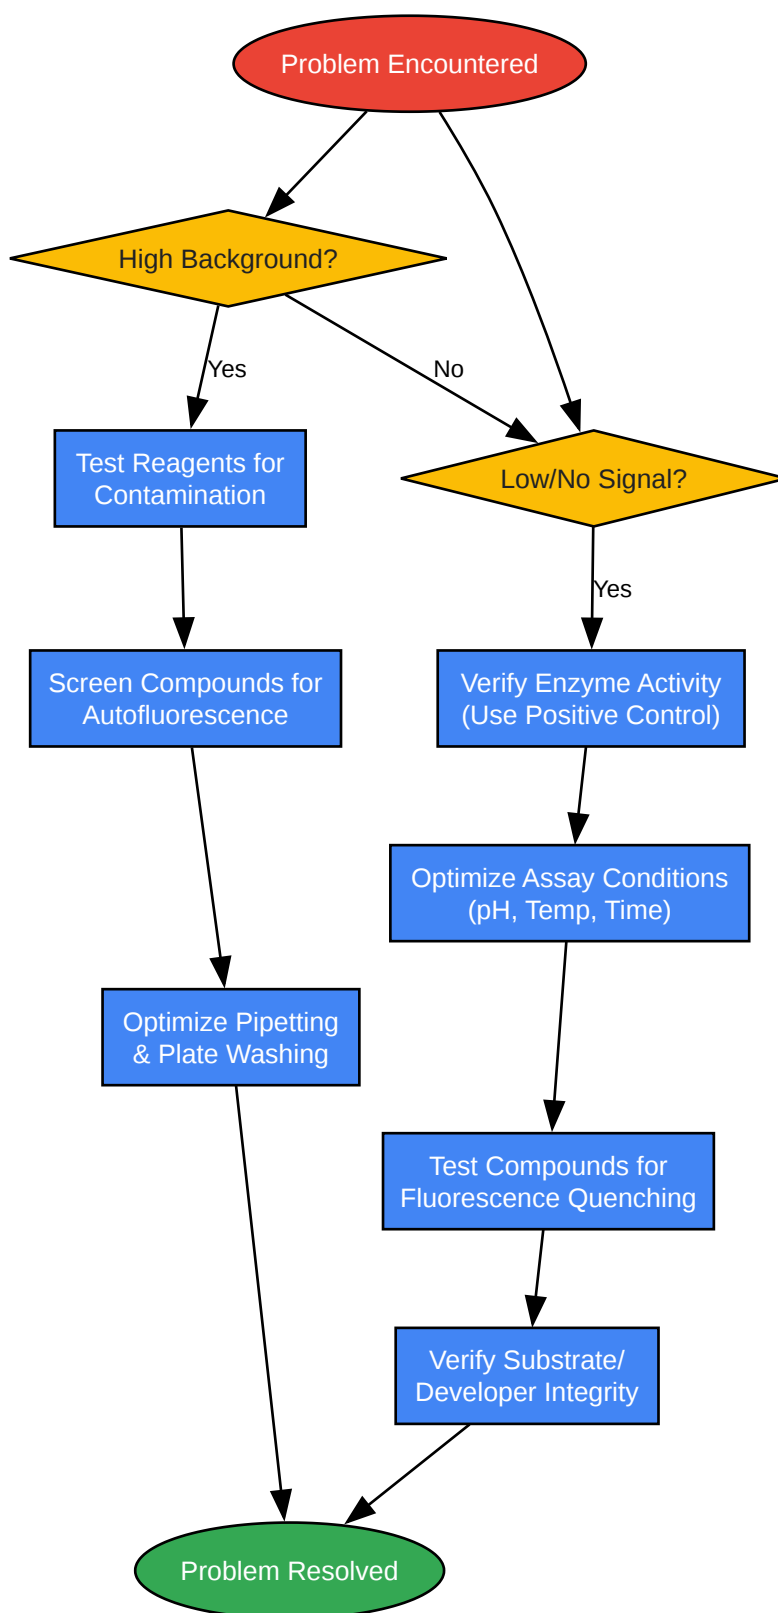 Problem Encountered
High Background?
Yes
No
Test Reagents for
Contamination
Low/No Signal?
Yes
Screen Compounds for
Autofluorescence
Verify Enzyme Activity
(Use Positive Control)
Optimize Assay Conditions
(pH, Temp, Time)
Optimize Pipetting
& Plate Washing
Test Compounds for
Fluorescence Quenching
Verify Substrate/
Developer Integrity
Problem Resolved